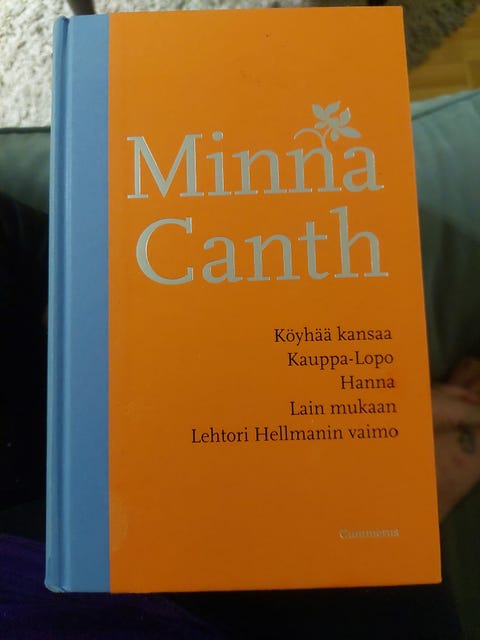 Minna
Canth
Köyhää kansaa
Kauppa-Lopo
Hanna
Lain mukaan
Lehtori Hellmanin vaimo
Gummerus